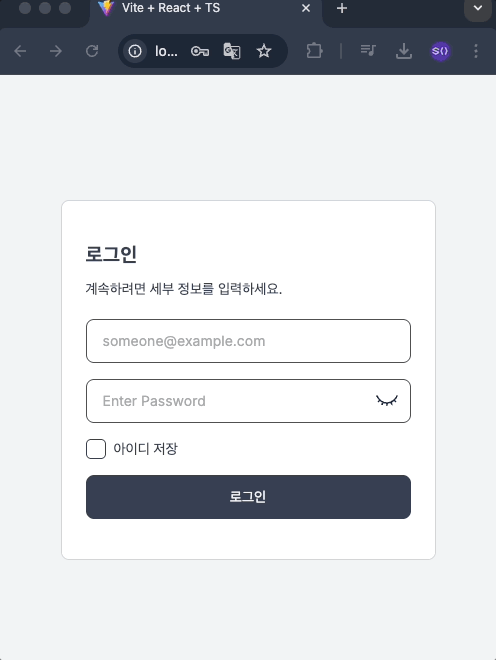 Vite + React + TS
lo...
S()
로그인
계속하려면 세부 정보를 입력하세요.
someone@example.com
Enter Password
아이디 저장
로그인